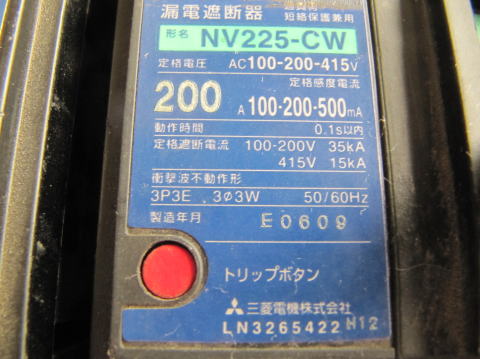 漏電遮断器
短絡保護兼用
形名 NV225-CW
定格電圧 AC100-200-415V
定格感度電流
200A 100-200-500mA
動作時間 0.1s以内
定格遮断電流 100-200V 35kA
415V 15kA
衝撃波不動作形
3P3E 3φ3W 50/60Hz
製造年月 E0609
トリップボタン
三菱電機株式会社
LN3265422 H12